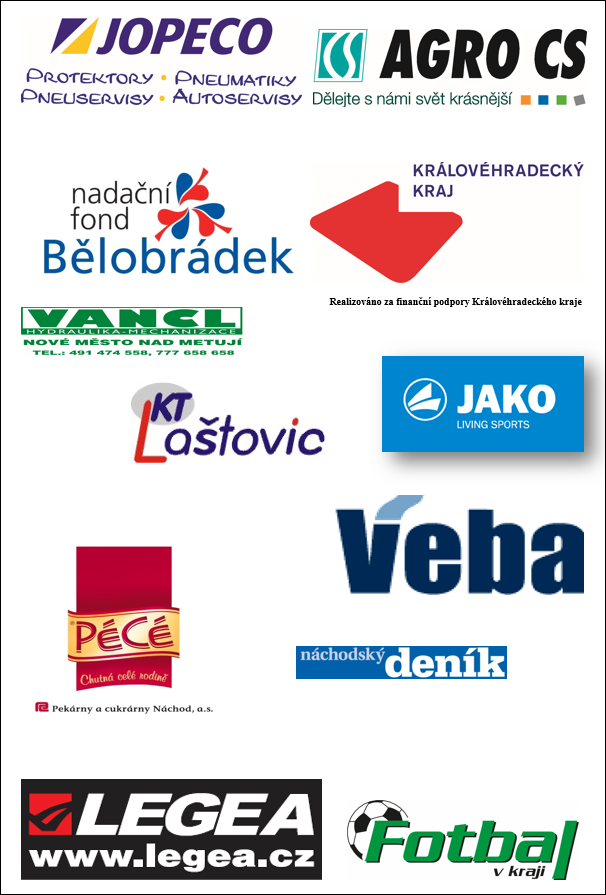 JOPECO
PROTEKTORY • PNEUMATIKY
PNEUSERVISY • AUTOSERVISY
AGRO CS
Dělejte s námi svět krásnější
nadační
fond
Bělobrádek
KRÁLOVÉHRADECKÝ
KRAJ
Realizováno za finanční podpory Královéhradeckého kraje
VANCL
HYDRAULIKA-MECHANIZACE
NOVÉ MĚSTO NAD METUJÍ
TEL.: 491 474 558, 777 658 658
KT
Laštovic
JAKO
LIVING SPORTS
Veba
® PÉCÉ
Chutná celé rodině
Pekárny a cukrárny Náchod, a.s.
náchodský
deník
LEGEA
www.legea.cz
Fotbal
v kraji